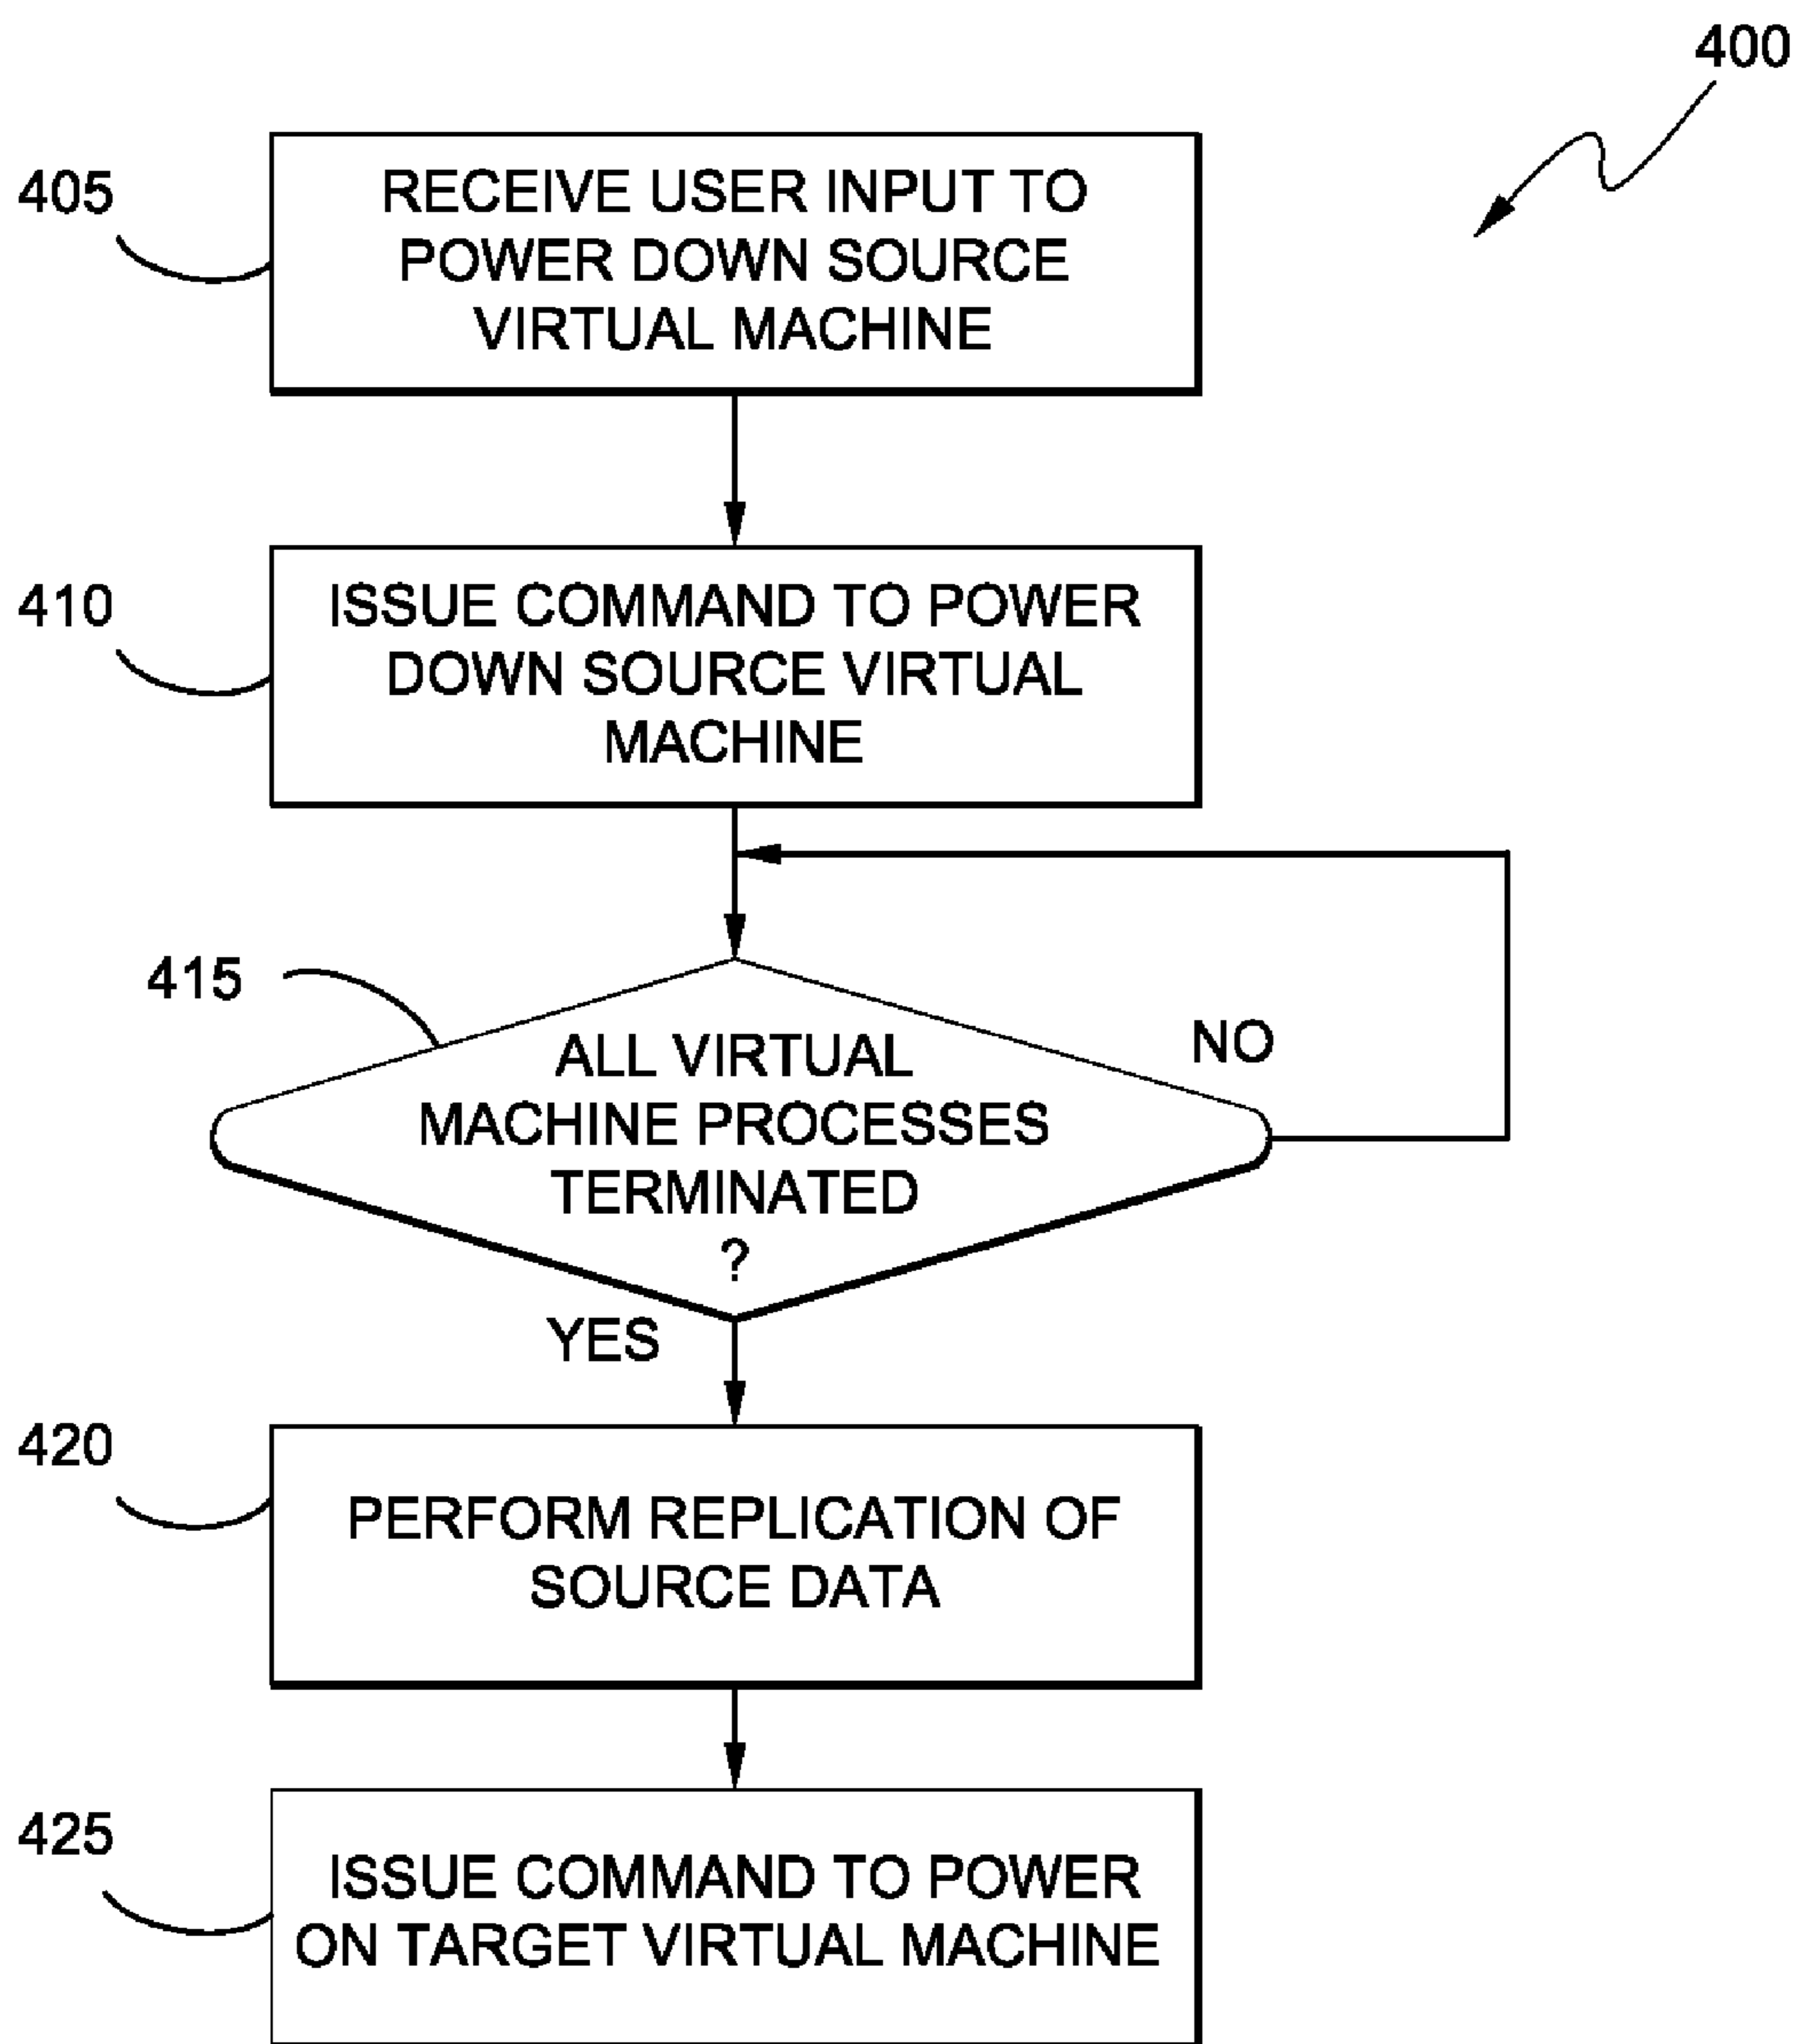 400
405
RECEIVE USER INPUT TO
POWER DOWN SOURCE
VIRTUAL MACHINE
410
ISSUE COMMAND TO POWER
DOWN SOURCE VIRTUAL
MACHINE
415
ALL VIRTUAL
MACHINE PROCESSES
TERMINATED
?
NO
YES
420
PERFORM REPLICATION OF
SOURCE DATA
425
ISSUE COMMAND TO POWER
ON TARGET VIRTUAL MACHINE